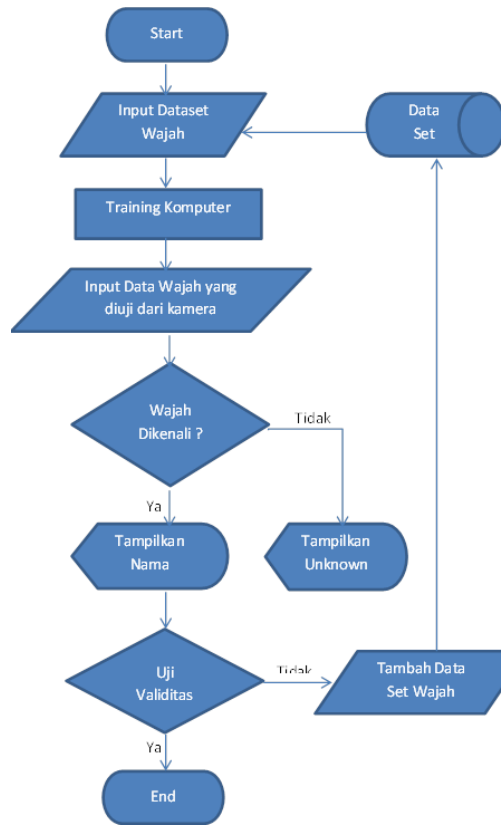 Start
Input Dataset
Wajah
Data
Set
Training Komputer
Input Data Wajah yang
diuji dari kamera
Wajah
Dikenali ?
Tidak
Ya
Tampilkan
Nama
Tampilkan
Unknown
Uji
Validitas
Tidak
Tambah Data
Set Wajah
Ya
End